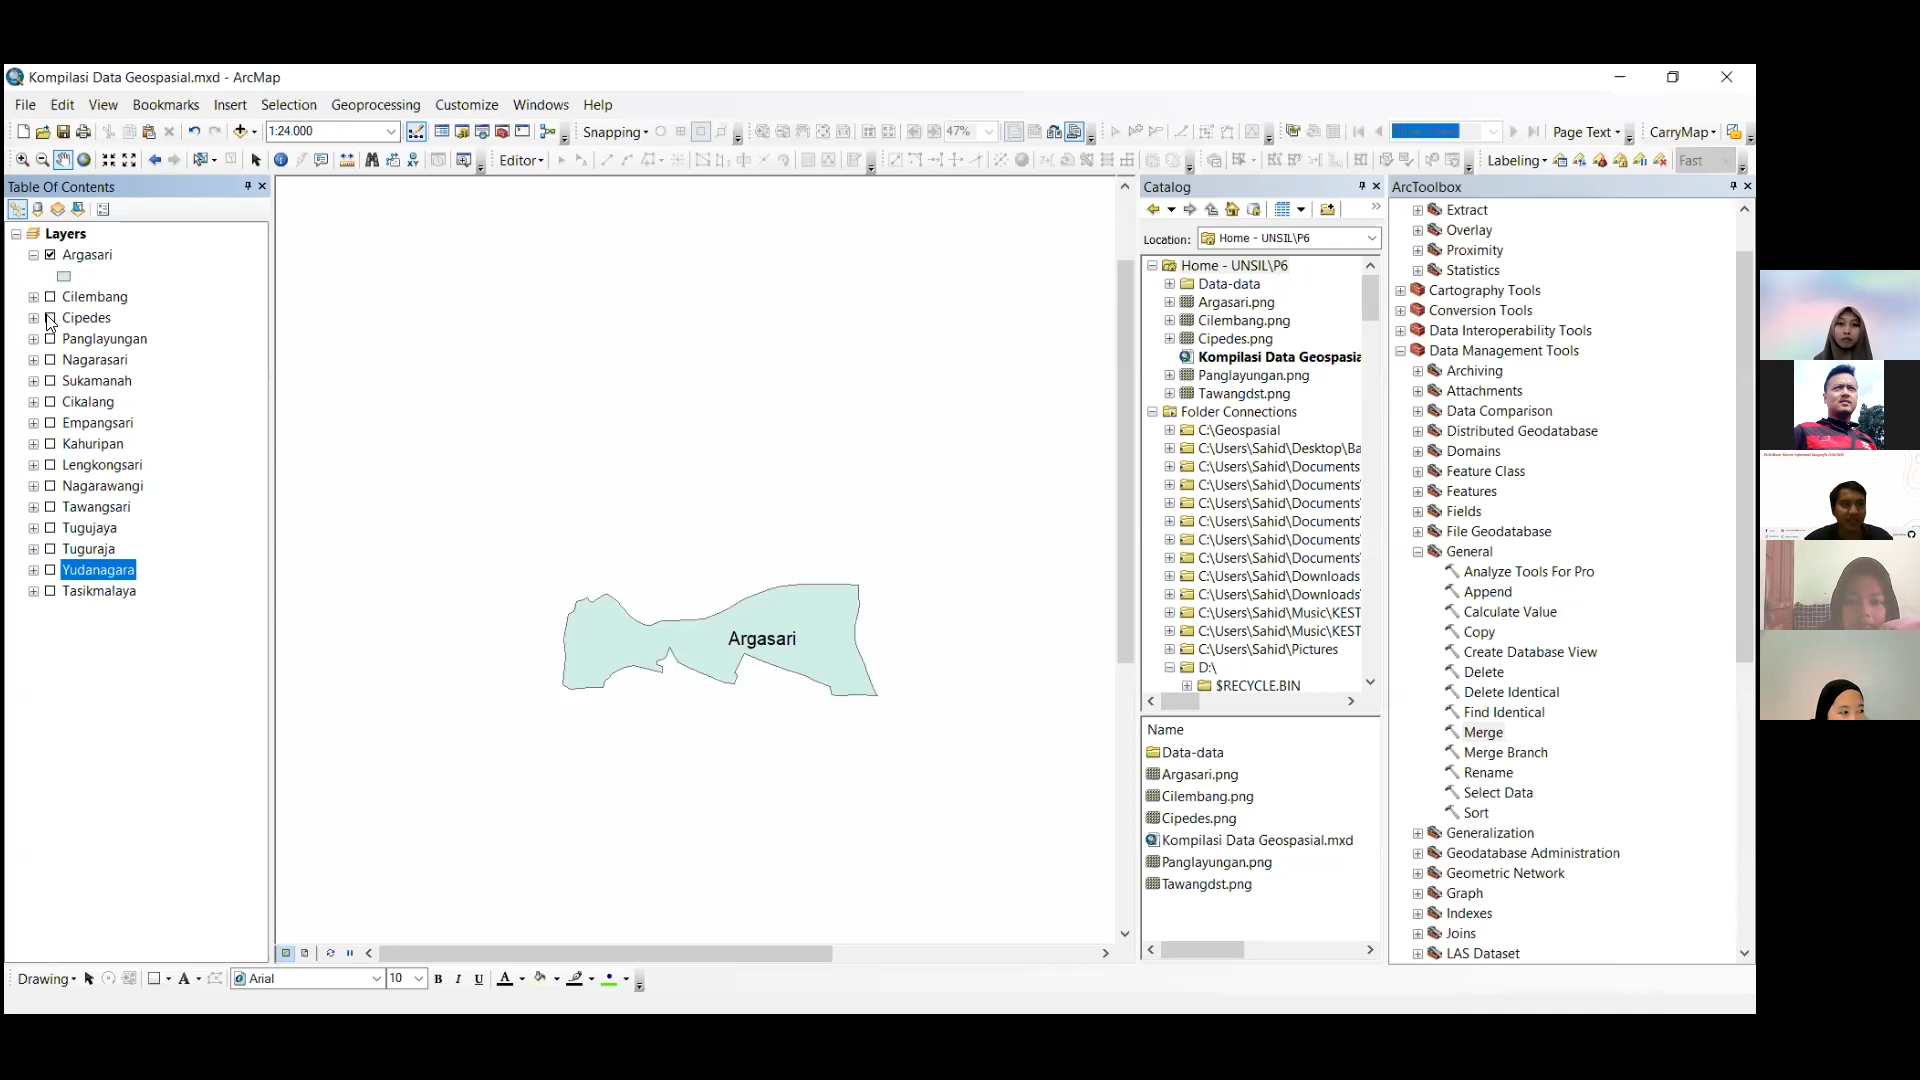 Kompilasi Data Geospasial.mxd - ArcMap
File Edit View Bookmarks Insert Selection Geoprocessing Customize Windows Help
1:24.000 Snapping 47% Page Text CarryMap
Editor Labeling Fast
Table Of Contents
Layers
Argasari
Cilembang
Cipedes
Panglayungan
Nagarasari
Sukamanah
Cikalang
Empangsari
Kahuripan
Lengkongsari
Nagarawangi
Tawangsari
Tugujaya
Tuguraja
Yudanagara
Tasikmalaya
Argasari
Catalog
Location: Home - UNSIL\P6
Home - UNSIL\P6
Data-data
Argasari.png
Cilembang.png
Cipedes.png
Kompilasi Data Geospasia
Panglayungan.png
Tawangdst.png
Folder Connections
C:\Geospasial
C:\Users\Sahid\Desktop\Ba
C:\Users\Sahid\Documents
C:\Users\Sahid\Documents\
C:\Users\Sahid\Documents\
C:\Users\Sahid\Documents\
C:\Users\Sahid\Documents\
C:\Users\Sahid\Documents\
C:\Users\Sahid\Downloads
C:\Users\Sahid\Downloads\
C:\Users\Sahid\Music\KEST
C:\Users\Sahid\Music\KEST
C:\Users\Sahid\Pictures
D:\
$RECYCLE.BIN
Name
Data-data
Argasari.png
Cilembang.png
Cipedes.png
Kompilasi Data Geospasial.mxd
Panglayungan.png
Tawangdst.png
ArcToolbox
Extract
Overlay
Proximity
Statistics
Cartography Tools
Conversion Tools
Data Interoperability Tools
Data Management Tools
Archiving
Attachments
Data Comparison
Distributed Geodatabase
Domains
Feature Class
Features
Fields
File Geodatabase
General
Analyze Tools For Pro
Append
Calculate Value
Copy
Create Database View
Delete
Delete Identical
Find Identical
Merge
Merge Branch
Rename
Select Data
Sort
Generalization
Geodatabase Administration
Geometric Network
Graph
Indexes
Joins
LAS Dataset
Drawing A Arial 10 B I U A